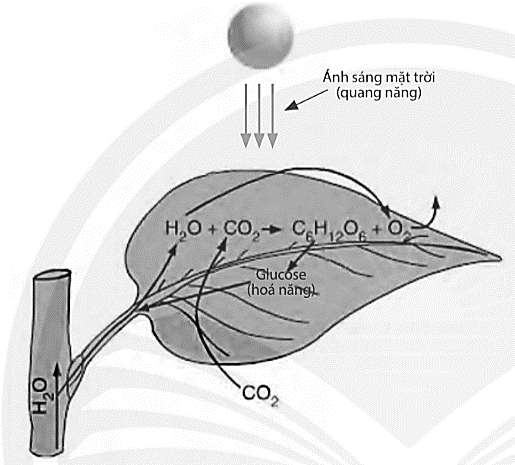 Ánh sáng mặt trời
(quang năng)
H₂O + CO₂ → C₆H₁₂O₆ + O₂
Glucose
(hoá năng)
H₂O
CO₂